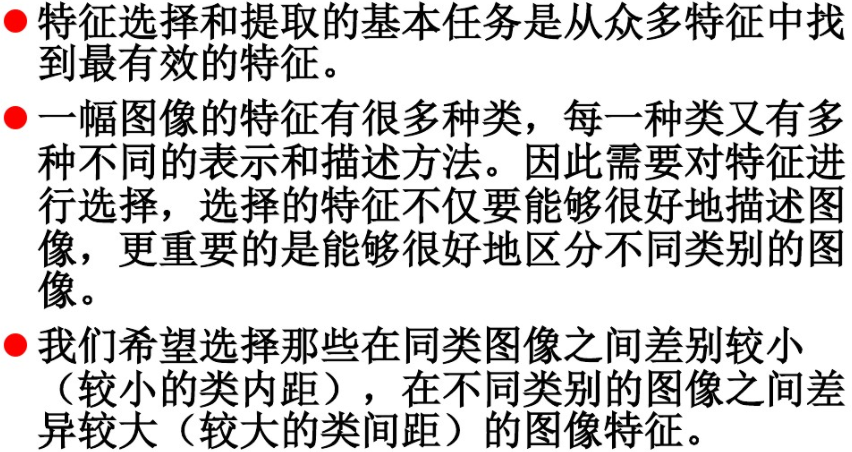 特征选择和提取的基本任务是从众多特征中找
到最有效的特征。
一幅图像的特征有很多种类，每一种类又有多
种不同的表示和描述方法。因此需要对特征进
行选择，选择的特征不仅要能够很好地描述图
像，更重要的是能够很好地区分不同类别的图
像。
我们希望选择那些在同类图像之间差别较小
（较小的类内距），在不同类别的图像之间差
异较大（较大的类间距）的图像特征。